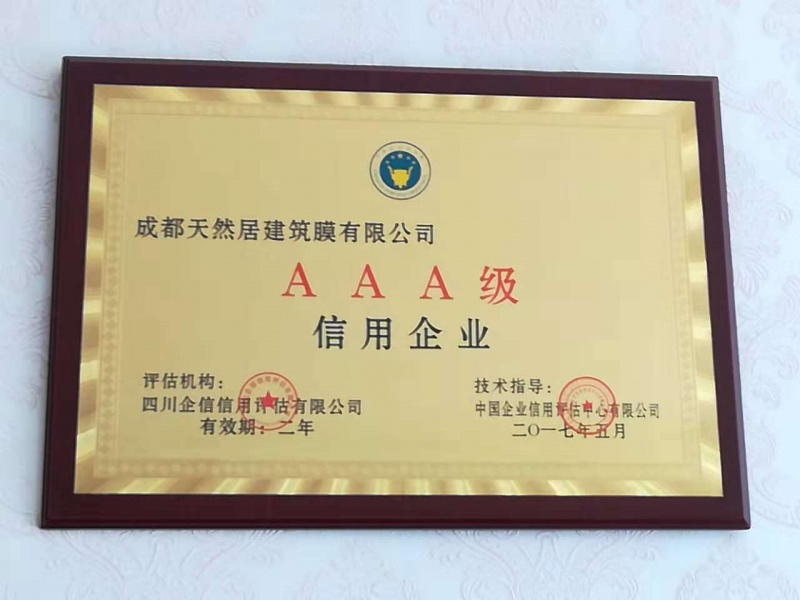 成都天然居建筑膜有限公司
AAA级
信用企业
评估机构：
四川企信信用评估有限公司
有效期：二年
技术指导：
中国企业信用评估中心有限公司
二〇一七年五月